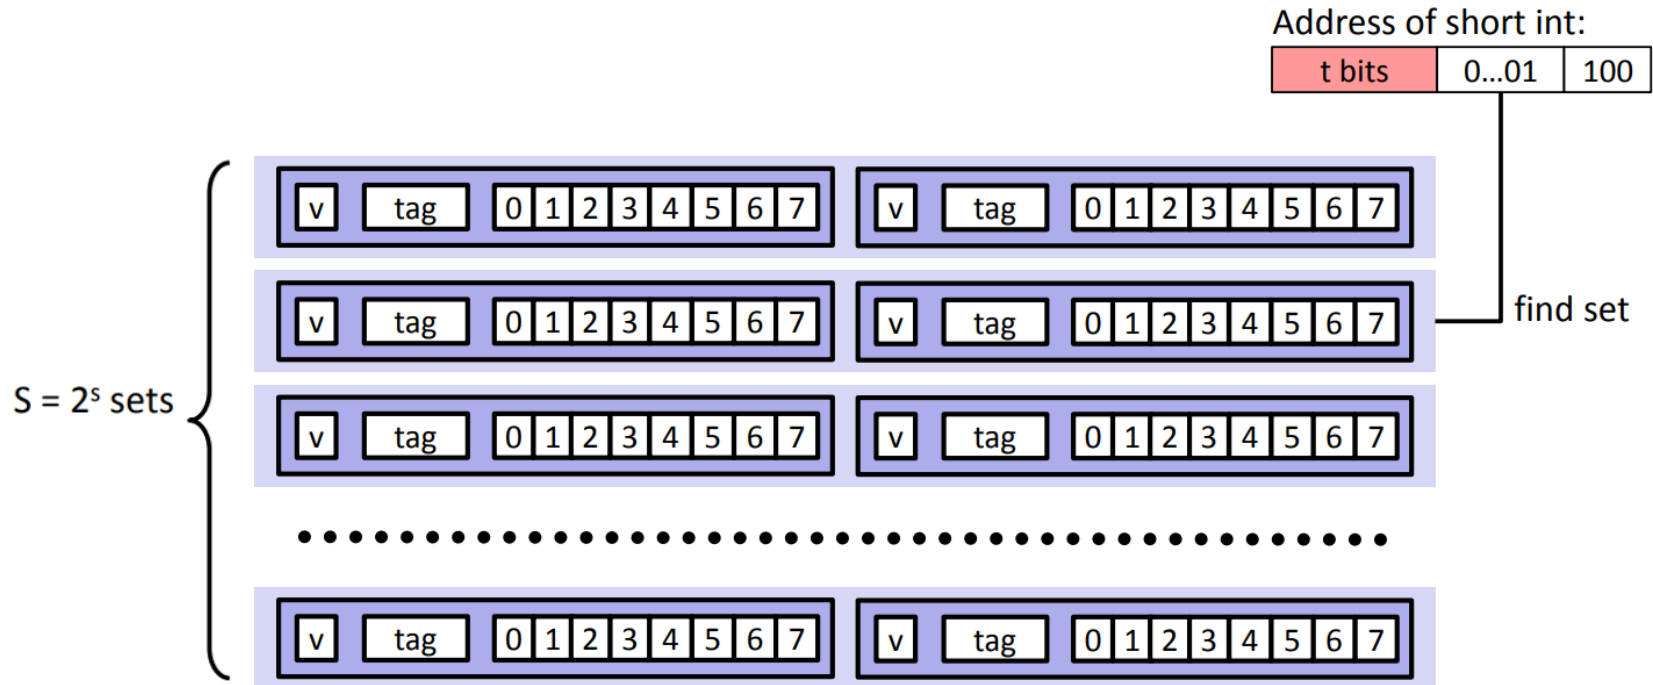 Address of short int:
t bits 0...01 100
v tag 0 1 2 3 4 5 6 7 v tag 0 1 2 3 4 5 6 7
v tag 0 1 2 3 4 5 6 7 v tag 0 1 2 3 4 5 6 7
find set
S = 2ˢ sets
v tag 0 1 2 3 4 5 6 7 v tag 0 1 2 3 4 5 6 7
v tag 0 1 2 3 4 5 6 7 v tag 0 1 2 3 4 5 6 7